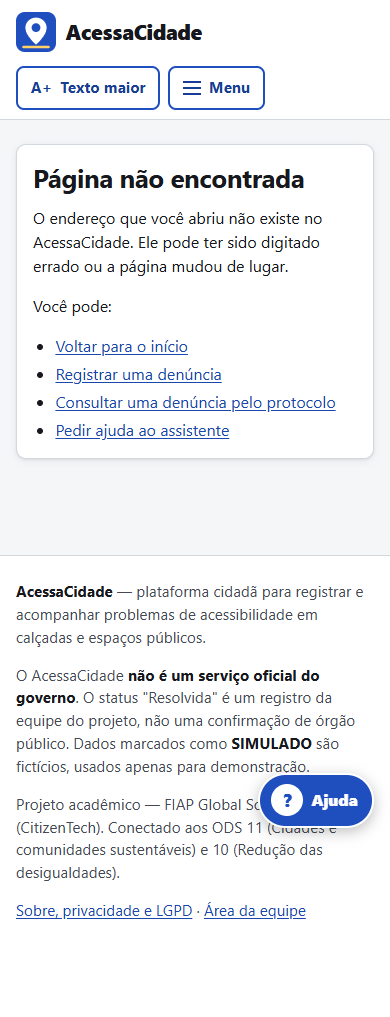 AcessaCidade
A+ Texto maior
Menu
Página não encontrada
O endereço que você abriu não existe no
AcessaCidade. Ele pode ter sido digitado
errado ou a página mudou de lugar.
Você pode:
Voltar para o início
Registrar uma denúncia
Consultar uma denúncia pelo protocolo
Pedir ajuda ao assistente
AcessaCidade — plataforma cidadã para registrar e
acompanhar problemas de acessibilidade em
calçadas e espaços públicos.
O AcessaCidade não é um serviço oficial do
governo. O status "Resolvida" é um registro da
equipe do projeto, não uma confirmação de órgão
público. Dados marcados como SIMULADO são
fictícios, usados apenas para demonstração.
Projeto acadêmico — FIAP Global
? Ajuda
(CitizenTech). Conectado aos ODS 11 (Cidades e
comunidades sustentáveis) e 10 (Redução das
desigualdades).
Sobre, privacidade e LGPD · Área da equipe